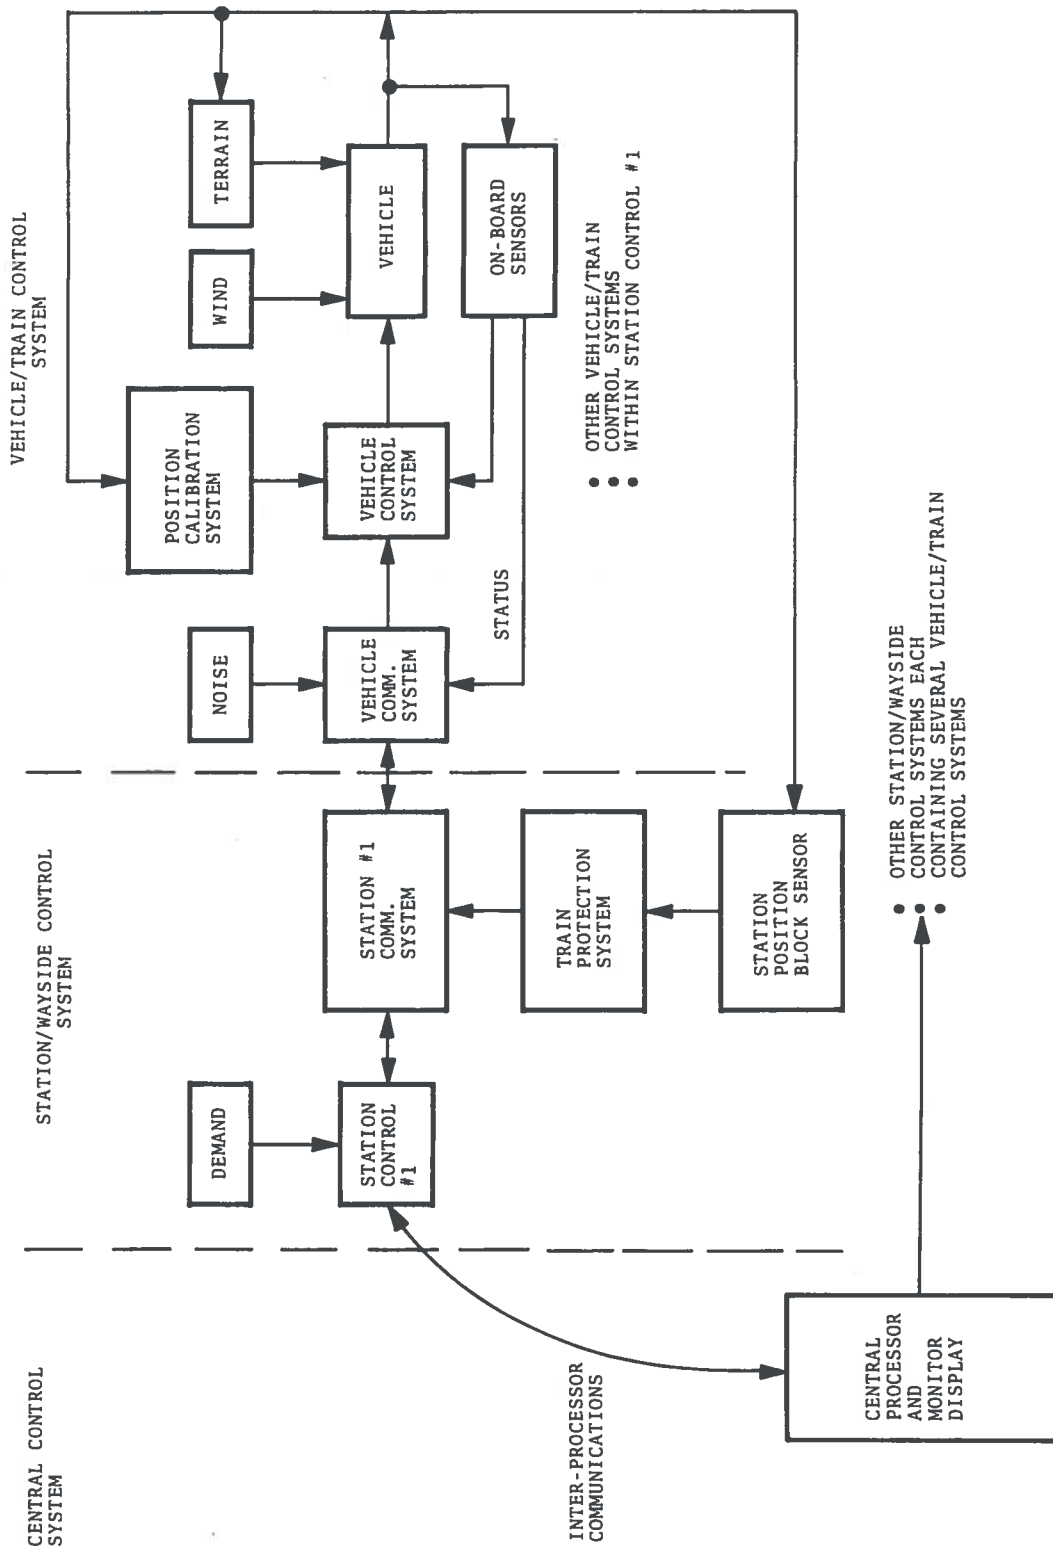 CENTRAL CONTROL
SYSTEM
STATION/WAYSIDE CONTROL
SYSTEM
VEHICLE/TRAIN CONTROL
SYSTEM
DEMAND
NOISE
POSITION
CALIBRATION
SYSTEM
WIND
TERRAIN
STATION
CONTROL
#1
STATION #1
COMM.
SYSTEM
VEHICLE
COMM.
SYSTEM
VEHICLE
CONTROL
SYSTEM
VEHICLE
STATUS
ON-BOARD
SENSORS
TRAIN
PROTECTION
SYSTEM
OTHER VEHICLE/TRAIN
CONTROL SYSTEMS
WITHIN STATION CONTROL #1
INTER-PROCESSOR
COMMUNICATIONS
STATION
POSITION
BLOCK SENSOR
CENTRAL
PROCESSOR
AND
MONITOR
DISPLAY
OTHER STATION/WAYSIDE
CONTROL SYSTEMS EACH
CONTAINING SEVERAL VEHICLE/TRAIN
CONTROL SYSTEMS